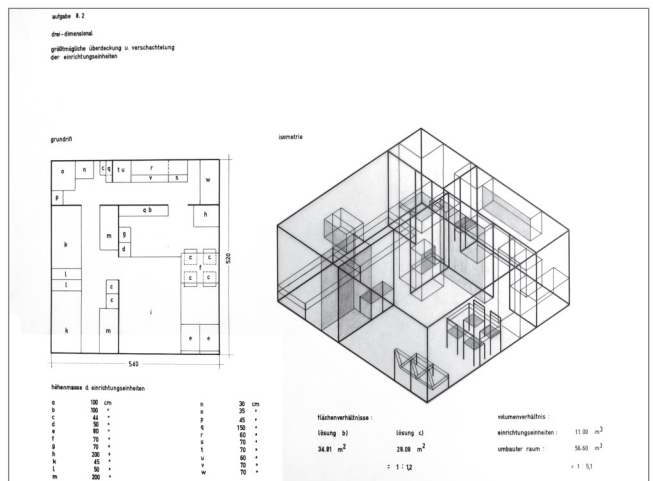 aufgabe 8.2
drei-dimensional
größtmögliche überdeckung u. verschachtelung
der einrichtungseinheiten
grundriß
isometrie
a n c q t u r
v s w
p
a b h
k m g
d
c c
f
c c
l
l c
c
i
k m e e
520
540
höhenmasse d. einrichtungseinheiten
a 100 cm
b 100 "
c 44 "
d 50 "
e 80 "
f 70 "
g 70 "
h 200 "
k 45 "
l 50 "
m 200 "
n 30 cm
o 35 "
p 45 "
q 150 "
r 60 "
s 70 "
t 70 "
u 60 "
v 70 "
w 70 "
flächenverhältnisse :
lösung b) lösung c)
34.01 m² 28.08 m²
= 1 : 1,2
volumenverhältnis :
einrichtungseinheiten : 11.00 m³
umbauter raum : 56.60 m³
= 1 : 5,1